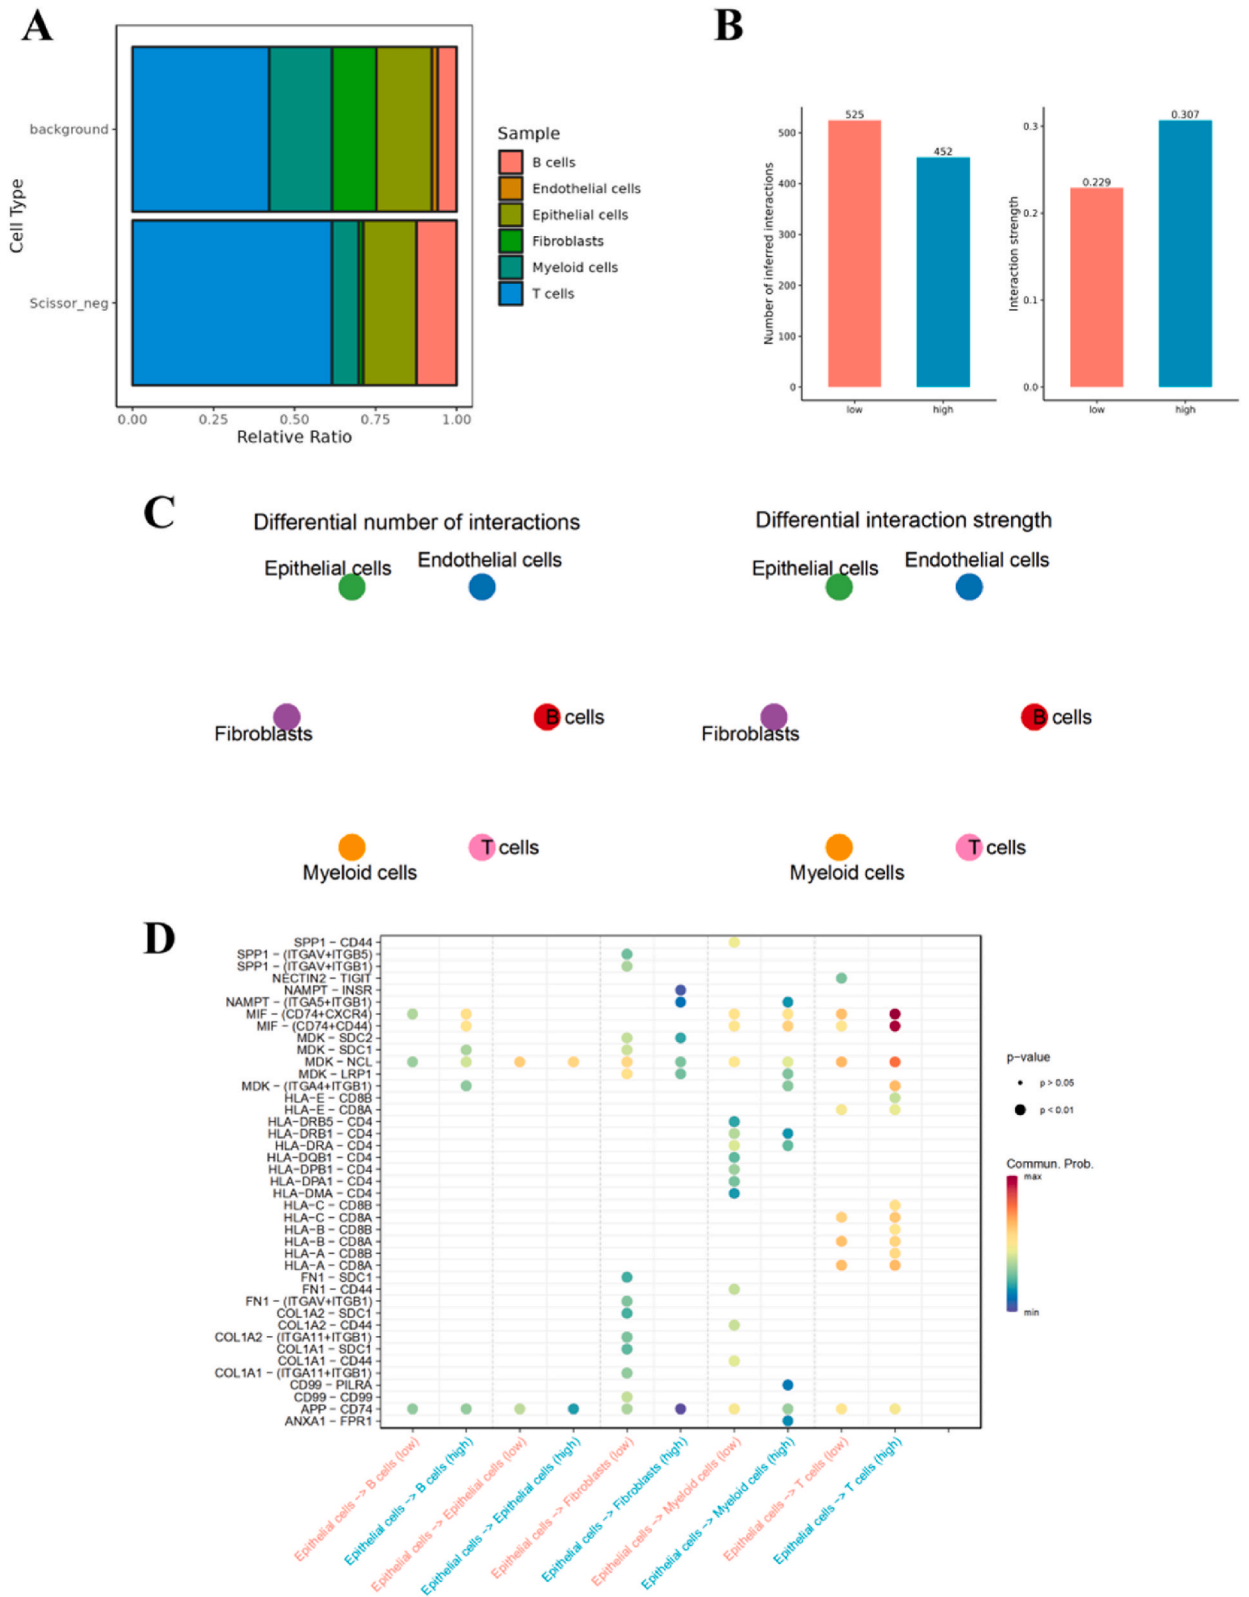 A
background
Scissor_neg
Cell Type
0.00 0.25 0.50 0.75 1.00
Relative Ratio
Sample
B cells
Endothelial cells
Epithelial cells
Fibroblasts
Myeloid cells
T cells
B
Number of inferred interactions
500
400
300
200
100
0
525
452
low high
Interaction strength
0.3
0.2
0.1
0.0
0.229
0.307
low high
C
Differential number of interactions
Epithelial cells
Endothelial cells
Fibroblasts
B cells
Myeloid cells
T cells
Differential interaction strength
Epithelial cells
Endothelial cells
Fibroblasts
B cells
Myeloid cells
T cells
D
SPP1 − CD44
SPP1 − (ITGAV+ITGB5)
SPP1 − (ITGAV+ITGB1)
NECTIN2 − TIGIT
NAMPT − INSR
NAMPT − (ITGA5+ITGB1)
MIF − (CD74+CXCR4)
MIF − (CD74+CD44)
MDK − SDC2
MDK − SDC1
MDK − NCL
MDK − LRP1
MDK − (ITGA4+ITGB1)
HLA−E − CD8B
HLA−E − CD8A
HLA−DRB5 − CD4
HLA−DRB1 − CD4
HLA−DRA − CD4
HLA−DQB1 − CD4
HLA−DPB1 − CD4
HLA−DPA1 − CD4
HLA−DMA − CD4
HLA−C − CD8B
HLA−C − CD8A
HLA−B − CD8B
HLA−B − CD8A
HLA−A − CD8B
HLA−A − CD8A
FN1 − SDC1
FN1 − CD44
FN1 − (ITGAV+ITGB1)
COL1A2 − SDC1
COL1A2 − CD44
COL1A2 − (ITGA11+ITGB1)
COL1A1 − SDC1
COL1A1 − CD44
COL1A1 − (ITGA11+ITGB1)
CD99 − PILRA
CD99 − CD99
APP − CD74
ANXA1 − FPR1
Epithelial cells −> B cells (low)
Epithelial cells −> B cells (high)
Epithelial cells −> Epithelial cells (low)
Epithelial cells −> Epithelial cells (high)
Epithelial cells −> Fibroblasts (low)
Epithelial cells −> Fibroblasts (high)
Epithelial cells −> Myeloid cells (low)
Epithelial cells −> Myeloid cells (high)
Epithelial cells −> T cells (low)
Epithelial cells −> T cells (high)
p−value
p > 0.05
p < 0.01
Commun. Prob.
max
min